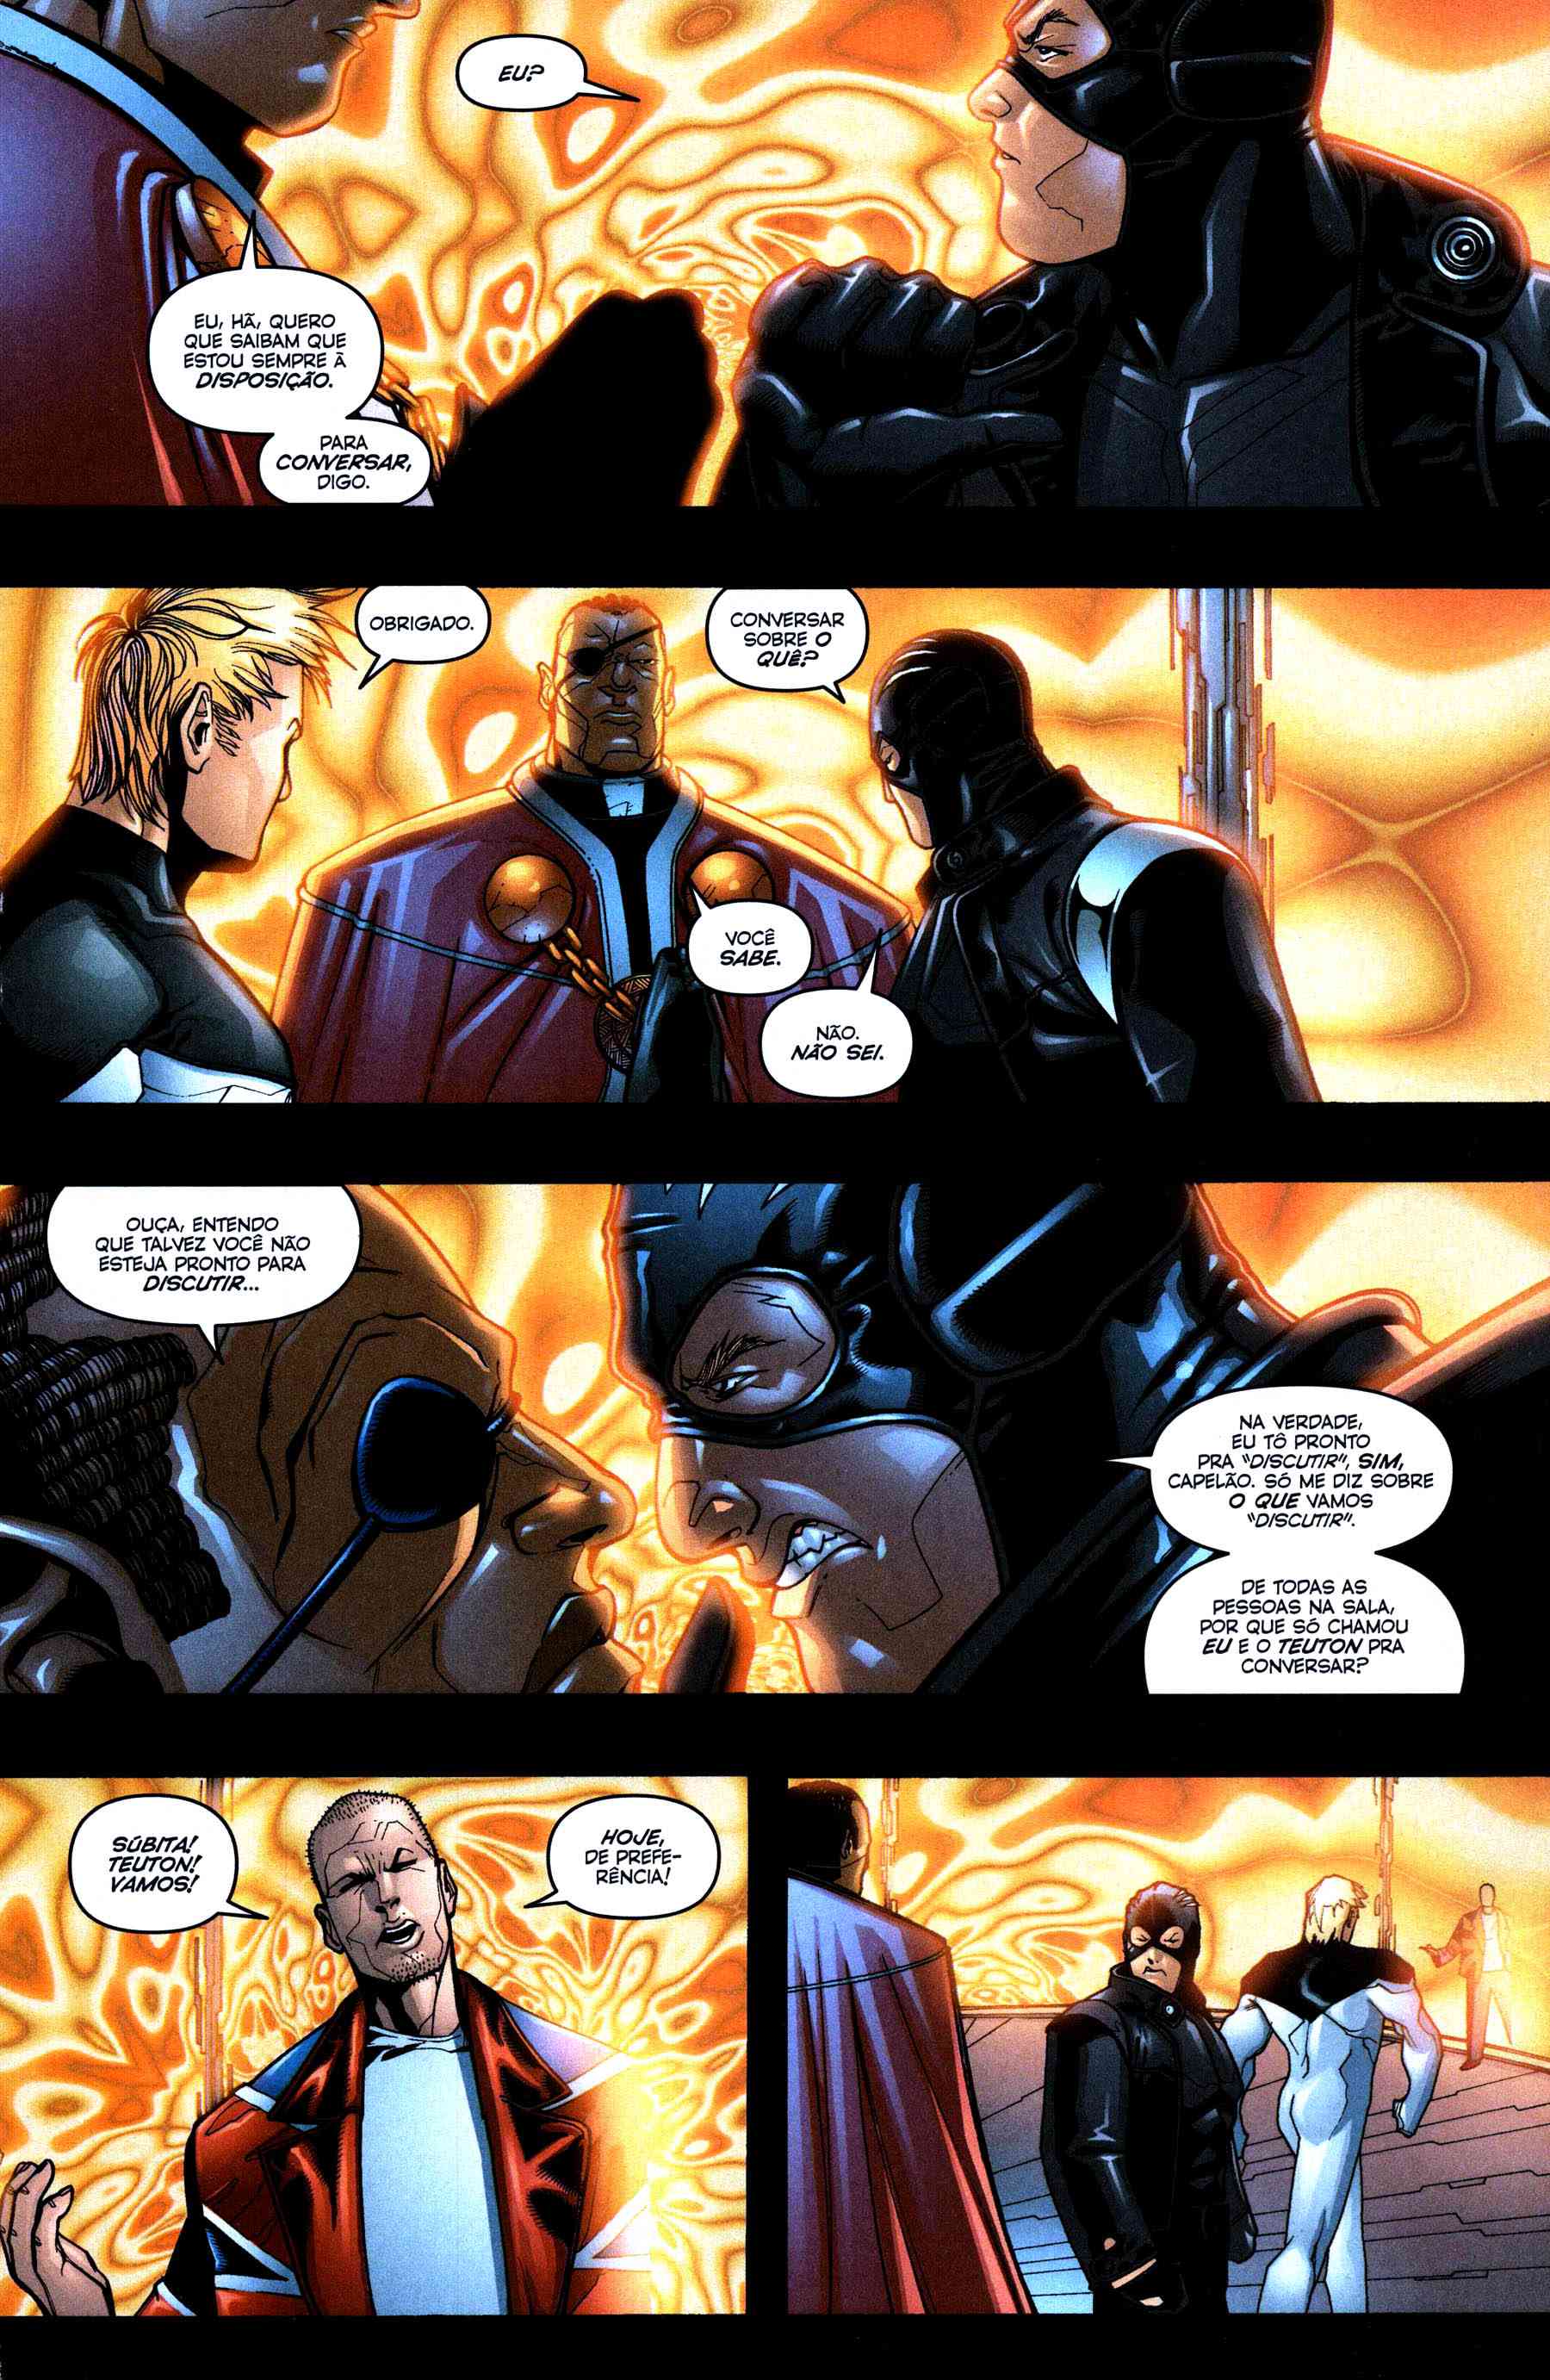 EU?
EU, HÃ, QUERO
QUE SAIBAM QUE
ESTOU SEMPRE À
DISPOSIÇÃO.
PARA
CONVERSAR,
DIGO.
OBRIGADO.
CONVERSAR
SOBRE O
QUÊ?
VOCÊ
SABE.
NÃO.
NÃO SEI.
OUÇA, ENTENDO
QUE TALVEZ VOCÊ NÃO
ESTEJA PRONTO PARA
DISCUTIR...
NA VERDADE,
EU TÔ PRONTO
PRA "DISCUTIR", SIM,
CAPELÃO. SÓ ME DIZ SOBRE
O QUE VAMOS
"DISCUTIR".
DE TODAS AS
PESSOAS NA SALA,
POR QUE SÓ CHAMOU
EU E O TEUTON PRA
CONVERSAR?
SÚBITA!
TEUTON!
VAMOS!
HOJE,
DE PREFE-
RÊNCIA!